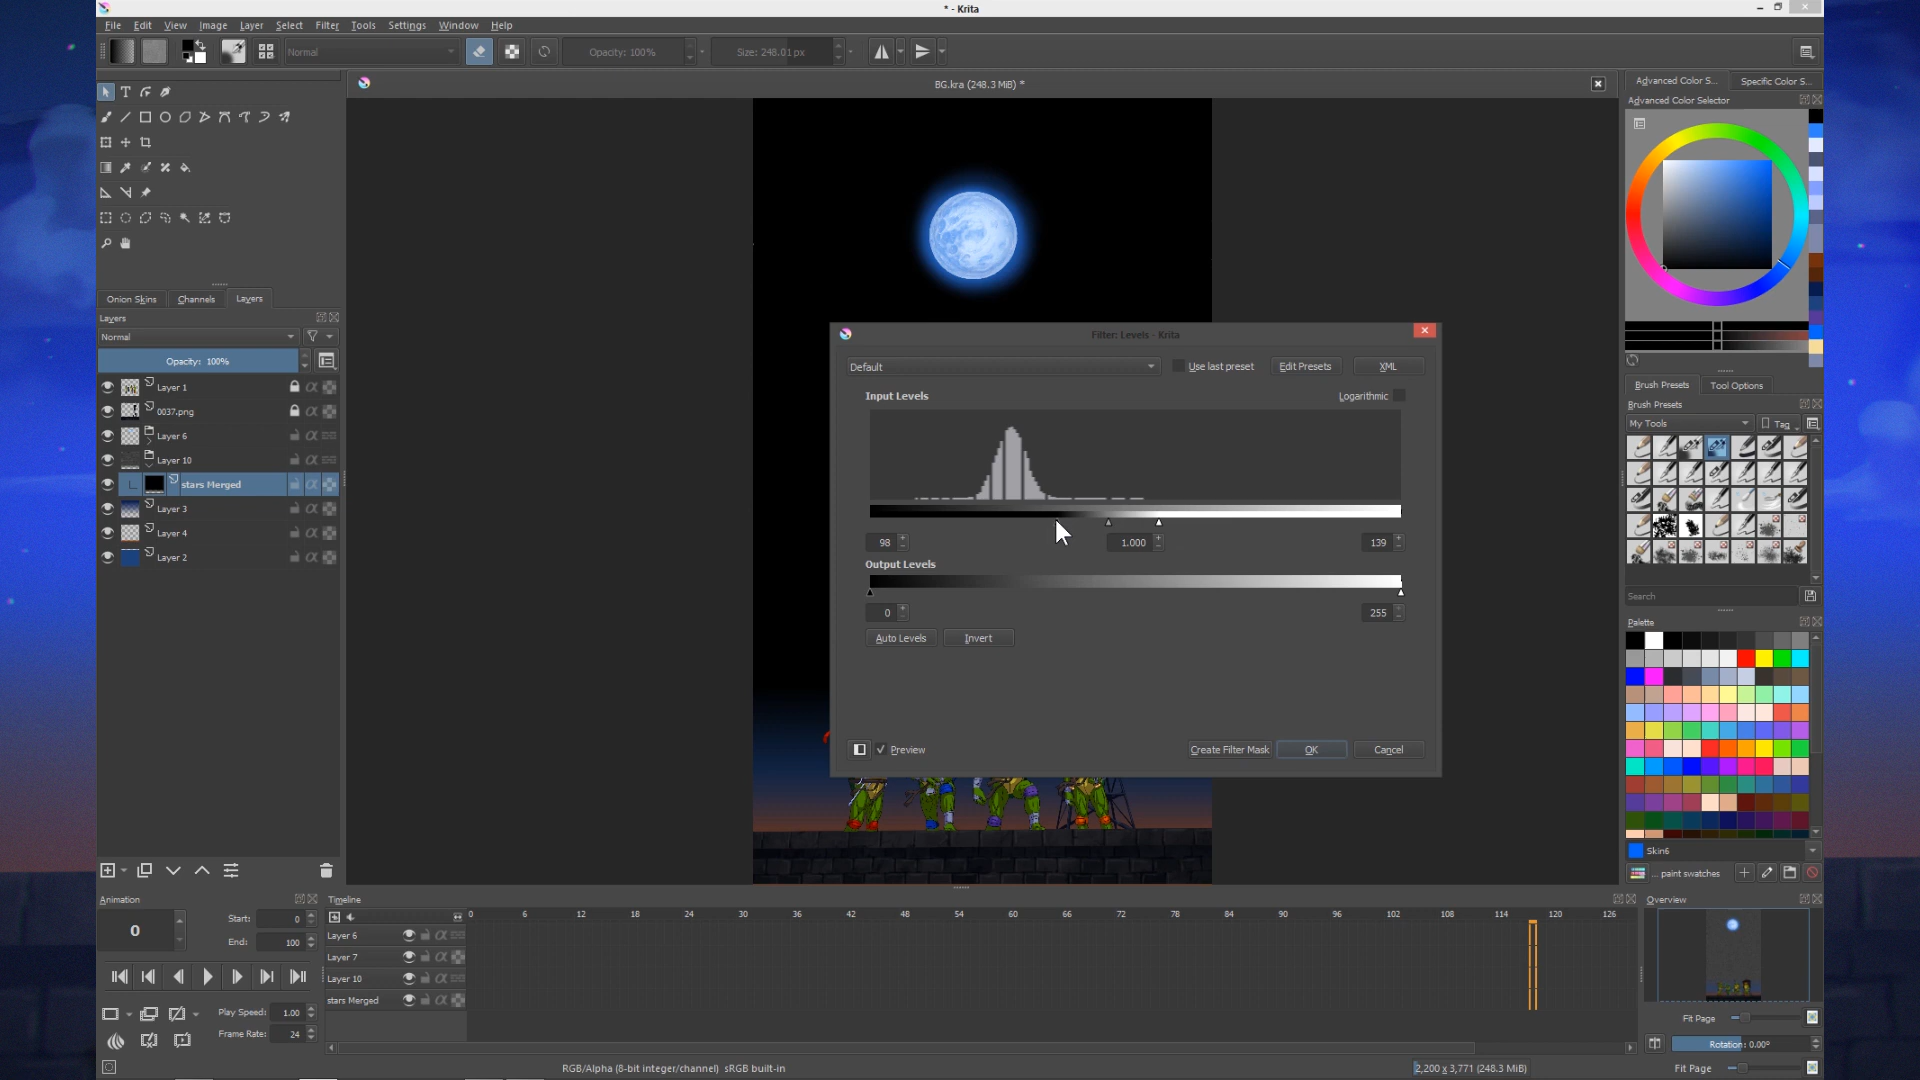 * - Krita
File Edit View Image Layer Select Filter Tools Settings Window Help
Normal Opacity: 100% Size: 248.01 px
BG.kra (248.3 MiB) *
Advanced Color S... Specific Color S...
Advanced Color Selector
Onion Skins Channels Layers
Layers
Normal
Opacity: 100%
Layer 1
0037.png
Layer 6
Layer 10
stars Merged
Layer 3
Layer 4
Layer 2
Filter: Levels - Krita
Default Use last preset Edit Presets XML
Input Levels Logarithmic
98 1.000 139
Output Levels
0 255
Auto Levels Invert
Preview Create Filter Mask OK Cancel
Brush Presets Tool Options
Brush Presets
My Tools Tag
Search
Palette
Skin6
... paint swatches
Animation
0
Start: 0
End: 100
Play Speed: 1.00
Frame Rate: 24
Timeline
0 6 12 18 24 30 36 42 48 54 60 66 72 78 84 90 96 102 108 114 120 126
Layer 6
Layer 7
Layer 10
stars Merged
Overview
Fit Page
Rotation: 0.00°
Fit Page
RGB/Alpha (8-bit integer/channel) sRGB built-in
2,200 x 3,771 (248.3 MiB)